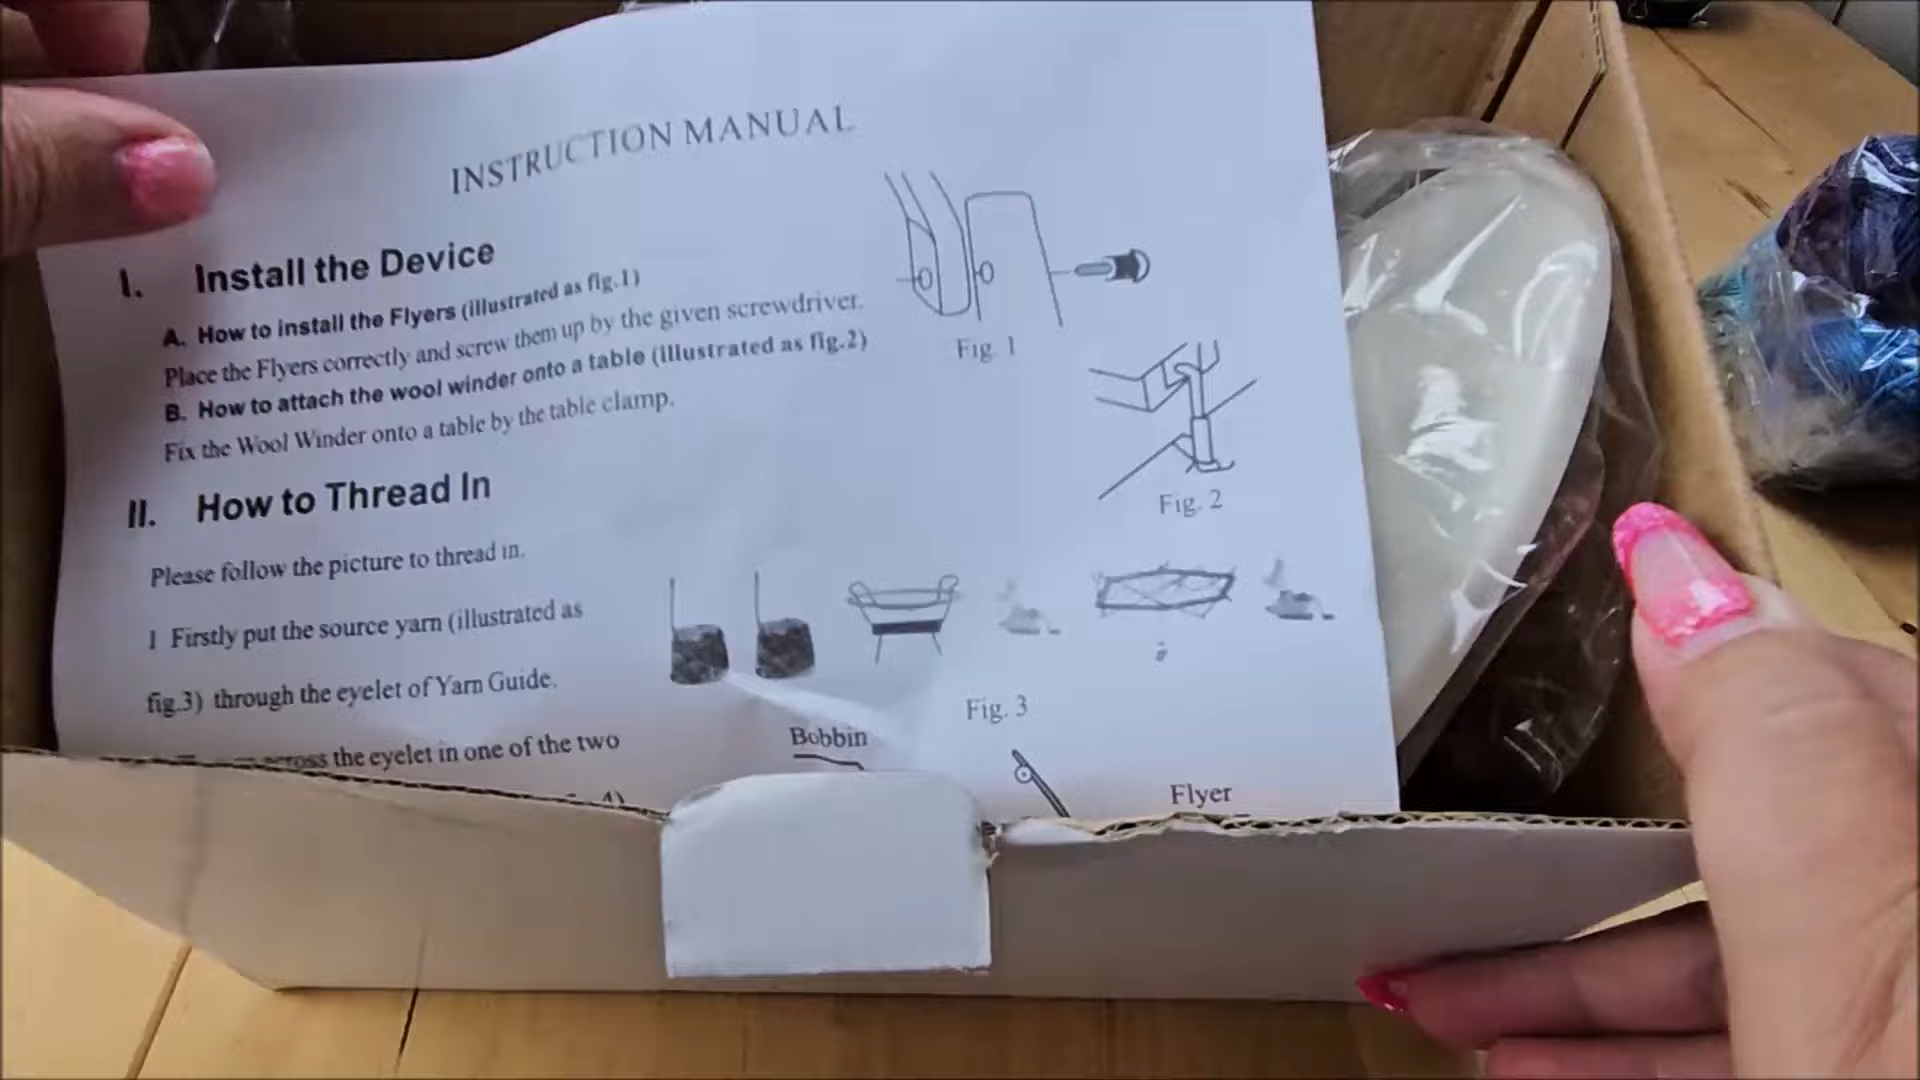 INSTRUCTION MANUAL
I. Install the Device
A. How to install the Flyers (illustrated as fig.1)
Place the Flyers correctly and screw them up by the given screwdriver.
B. How to attach the wool winder onto a table (illustrated as fig.2)
Fix the Wool Winder onto a table by the table clamp.
Fig. 1
Fig. 2
II. How to Thread In
Please follow the picture to thread in.
1 Firstly put the source yarn (illustrated as
fig.3) through the eyelet of Yarn Guide.
Fig. 3
the eyelet in one of the two
Bobbin
Flyer